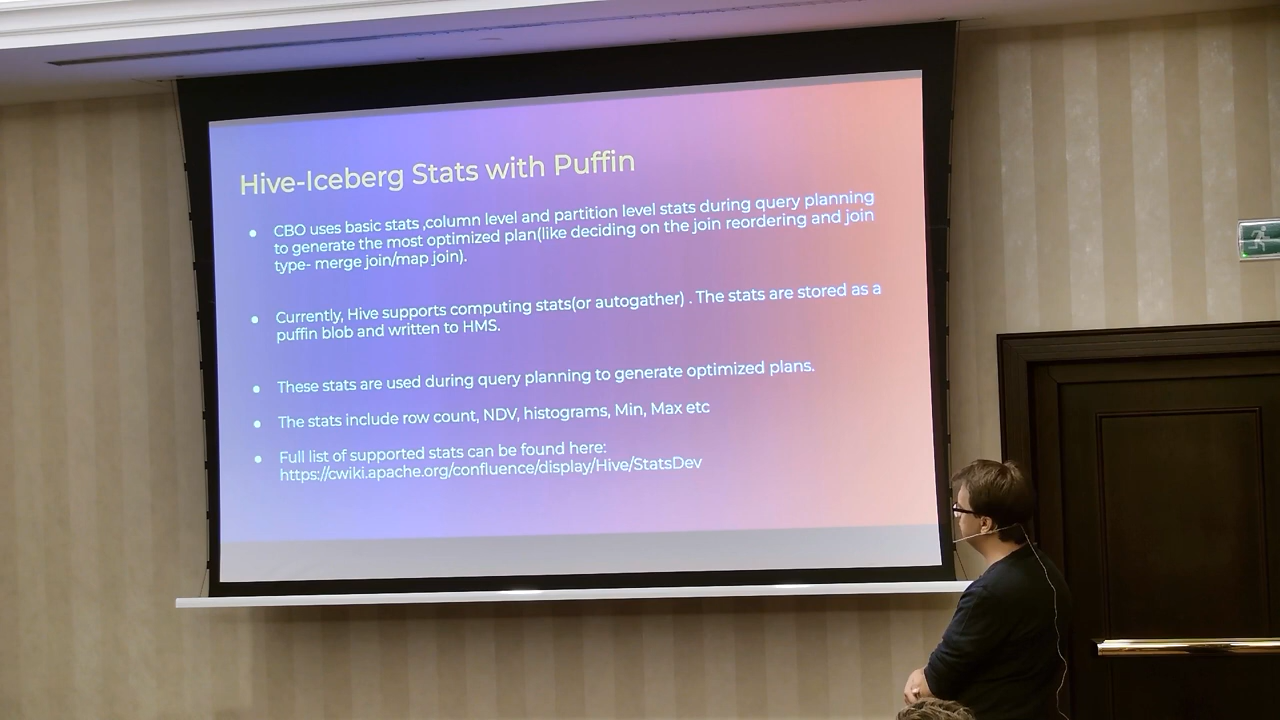 Hive-Iceberg Stats with Puffin
● CBO uses basic stats ,column level and partition level stats during query planning
to generate the most optimized plan(like deciding on the join reordering and join
type- merge join/map join).
● Currently, Hive supports computing stats(or autogather) . The stats are stored as a
puffin blob and written to HMS.
● These stats are used during query planning to generate optimized plans.
● The stats include row count, NDV, histograms, Min, Max etc
● Full list of supported stats can be found here:
https://cwiki.apache.org/confluence/display/Hive/StatsDev